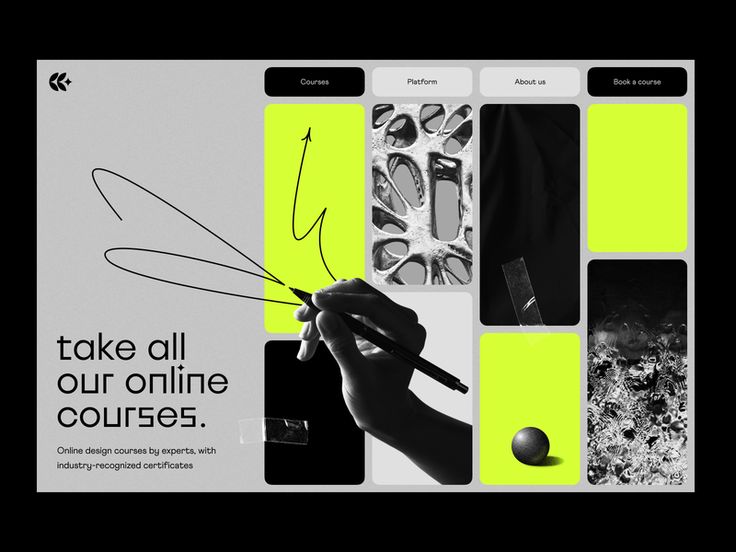 Courses
Platform
About us
Book a course
take all
our online
courses.
Online design courses by experts, with
industry-recognized certificates